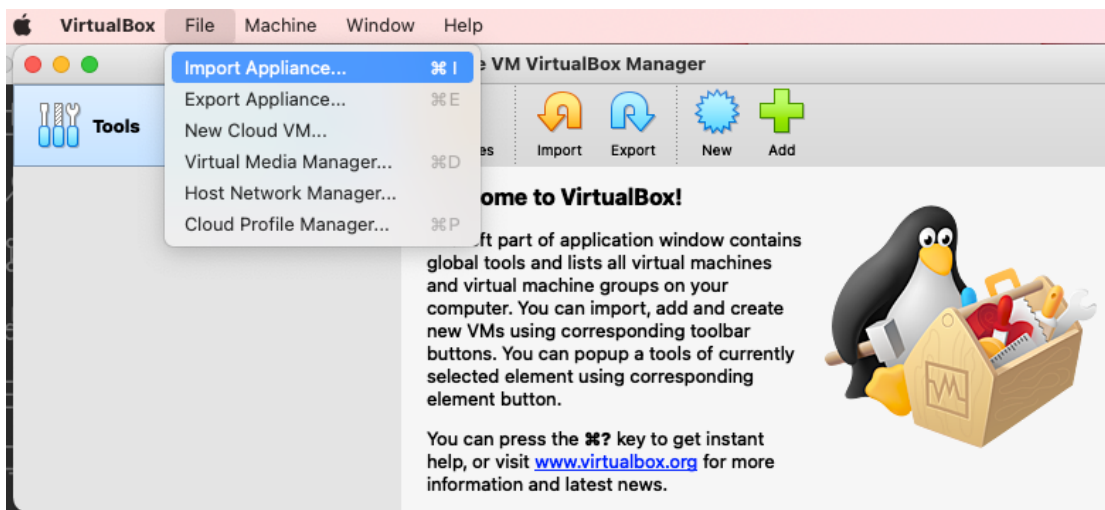 VirtualBox File Machine Window Help
VM VirtualBox Manager
Import Appliance... ⌘ I
Export Appliance... ⌘ E
New Cloud VM...
Virtual Media Manager... ⌘ D
Host Network Manager...
Cloud Profile Manager... ⌘ P
Tools
Import Export New Add
to VirtualBox!
part of application window contains
global tools and lists all virtual machines
and virtual machine groups on your
computer. You can import, add and create
new VMs using corresponding toolbar
buttons. You can popup a tools of currently
selected element using corresponding
element button.
You can press the ⌘? key to get instant
help, or visit www.virtualbox.org for more
information and latest news.